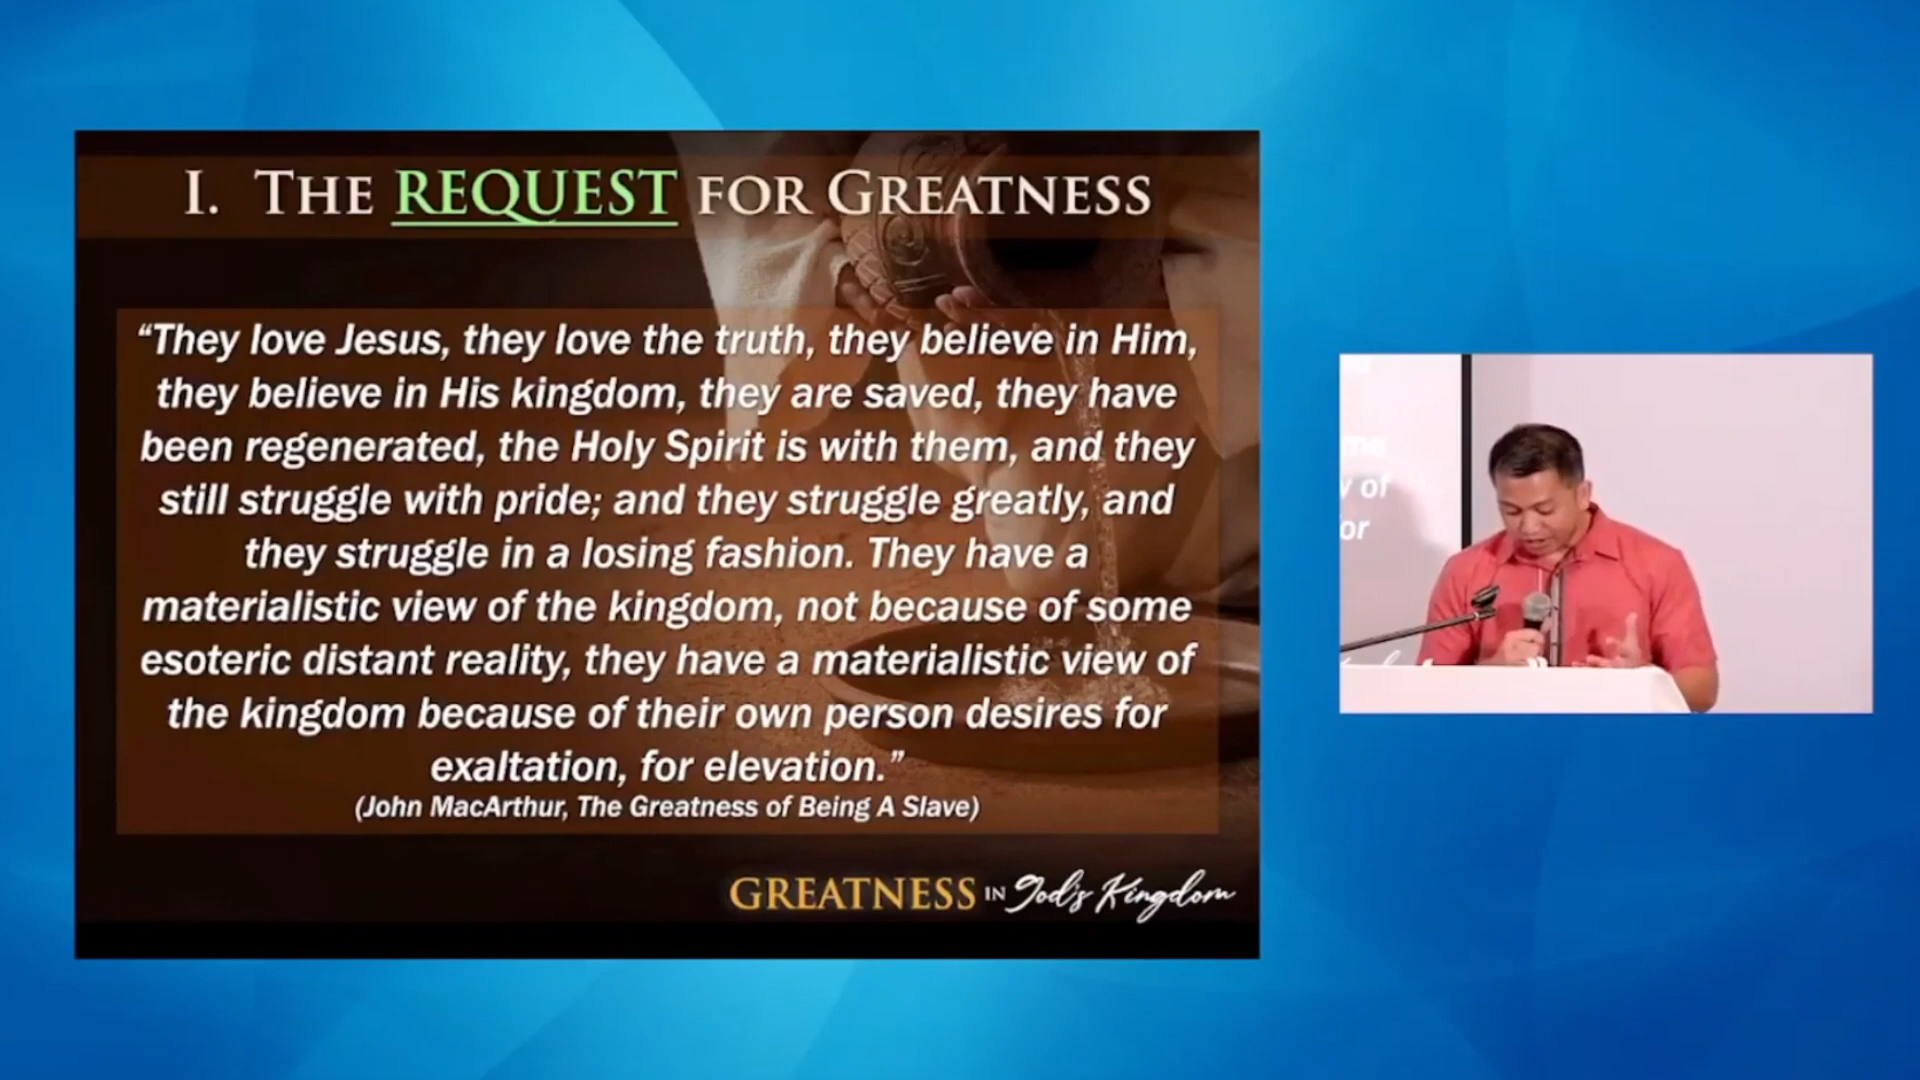 I. THE REQUEST FOR GREATNESS
“They love Jesus, they love the truth, they believe in Him,
they believe in His kingdom, they are saved, they have
been regenerated, the Holy Spirit is with them, and they
still struggle with pride; and they struggle greatly, and
they struggle in a losing fashion. They have a
materialistic view of the kingdom, not because of some
esoteric distant reality, they have a materialistic view of
the kingdom because of their own person desires for
exaltation, for elevation.”
(John MacArthur, The Greatness of Being A Slave)
GREATNESS IN God's Kingdom
of
or